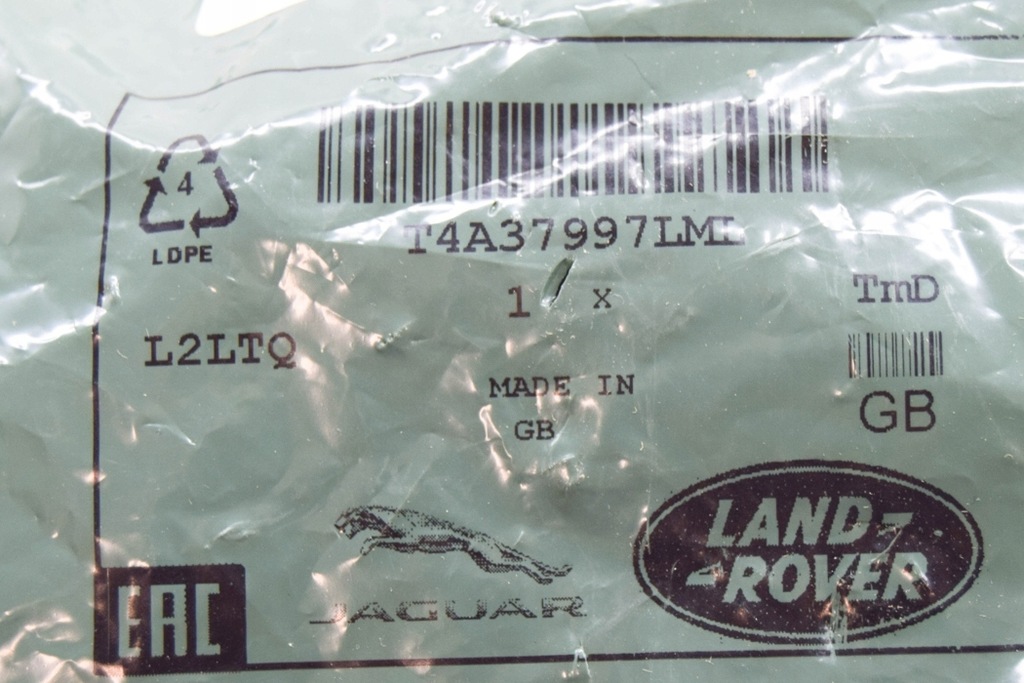 4
LDPE
T4A37997LML
1 x
TmD
L2LTQ
MADE IN
GB
GB
EAC
JAGUAR
LAND-
-ROVER